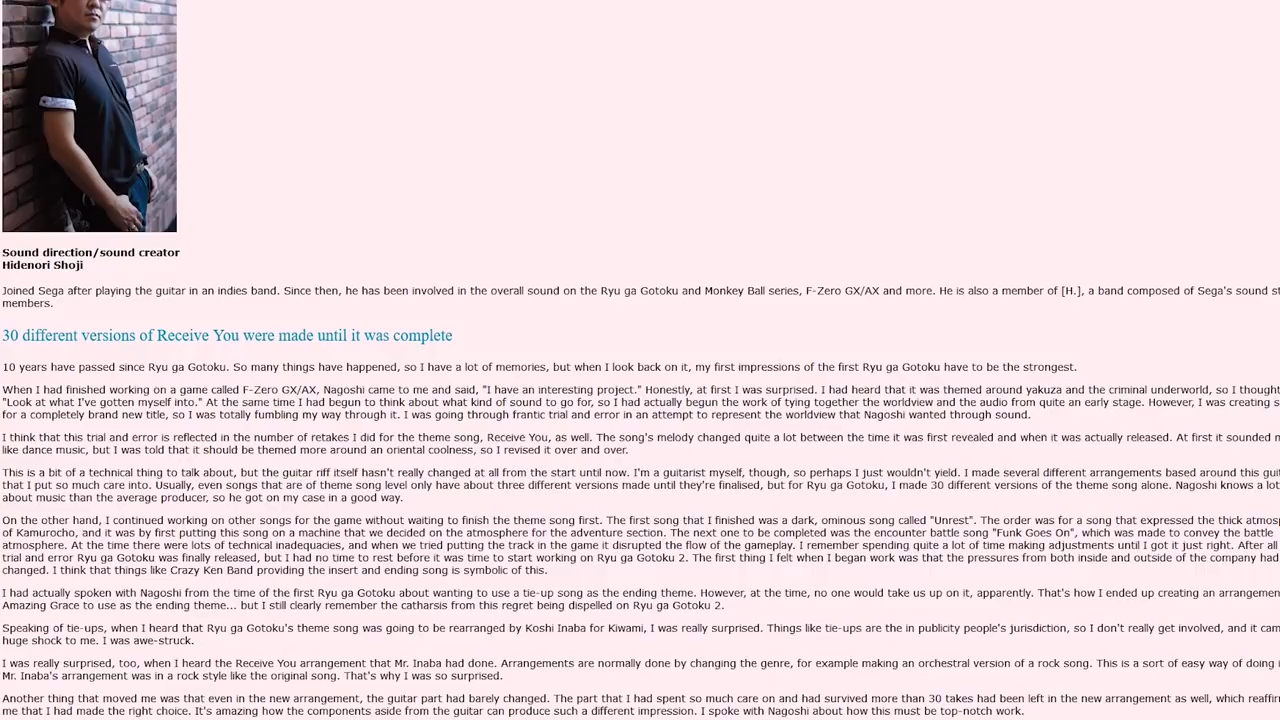 Sound direction/sound creator
Hidenori Shoji
Joined Sega after playing the guitar in an indies band. Since then, he has been involved in the overall sound on the Ryu ga Gotoku and Monkey Ball series, F-Zero GX/AX and more. He is also a member of [H.], a band composed of Sega's sound
members.
30 different versions of Receive You were made until it was complete
10 years have passed since Ryu ga Gotoku. So many things have happened, so I have a lot of memories, but when I look back on it, my first impressions of the first Ryu ga Gotoku have to be the strongest.
When I had finished working on a game called F-Zero GX/AX, Nagoshi came to me and said, "I have an interesting project." Honestly, at first I was surprised. I had heard that it was themed around yakuza and the criminal underworld, so I thought
"Look at what I've gotten myself into." At the same time I had begun to think about what kind of sound to go for, so I had actually begun the work of tying together the worldview and the audio from quite an early stage. However, I was creating
for a completely brand new title, so I was totally fumbling my way through it. I was going through frantic trial and error in an attempt to represent the worldview that Nagoshi wanted through sound.
I think that this trial and error is reflected in the number of retakes I did for the theme song, Receive You, as well. The song's melody changed quite a lot between the time it was first revealed and when it was actually released. At first it sounded
like dance music, but I was told that it should be themed more around an oriental coolness, so I revised it over and over.
This is a bit of a technical thing to talk about, but the guitar riff itself hasn't really changed at all from the start until now. I'm a guitarist myself, though, so perhaps I just wouldn't yield. I made several different arrangements based around this
that I put so much care into. Usually, even songs that are of theme song level only have about three different versions made until they're finalised, but for Ryu ga Gotoku, I made 30 different versions of the theme song alone. Nagoshi knows a lot
about music than the average producer, so he got on my case in a good way.
On the other hand, I continued working on other songs for the game without waiting to finish the theme song first. The first song that I finished was a dark, ominous song called "Unrest". The order was for a song that expressed the thick
of Kamurocho, and it was by first putting this song on a machine that we decided on the atmosphere for the adventure section. The next one to be completed was the encounter battle song "Funk Goes On", which was made to convey the battle
atmosphere. At the time there were lots of technical inadequacies, and when we tried putting the track in the game it disrupted the flow of the gameplay. I remember spending quite a lot of time making adjustments until I got it just right. After all
trial and error Ryu ga Gotoku was finally released, but I had no time to rest before it was time to start working on Ryu ga Gotoku 2. The first thing I felt when I began work was that the pressures from both inside and outside of the company had
changed. I think that things like Crazy Ken Band providing the insert and ending song is symbolic of this.
I had actually spoken with Nagoshi from the time of the first Ryu ga Gotoku about wanting to use a tie-up song as the ending theme. However, at the time, no one would take us up on it, apparently. That's how I ended up creating an
Amazing Grace to use as the ending theme... but I still clearly remember the catharsis from this regret being dispelled on Ryu ga Gotoku 2.
Speaking of tie-ups, when I heard that Ryu ga Gotoku's theme song was going to be rearranged by Koshi Inaba for Kiwami, I was really surprised. Things like tie-ups are the in publicity people's jurisdiction, so I don't really get involved, and it
huge shock to me. I was awe-struck.
I was really surprised, too, when I heard the Receive You arrangement that Mr. Inaba had done. Arrangements are normally done by changing the genre, for example making an orchestral version of a rock song. This is a sort of easy way of doing
Mr. Inaba's arrangement was in a rock style like the original song. That's why I was so surprised.
Another thing that moved me was that even in the new arrangement, the guitar part had barely changed. The part that I had spent so much care on and had survived more than 30 takes had been left in the new arrangement as well, which
me that I had made the right choice. It's amazing how the components aside from the guitar can produce such a different impression. I spoke with Nagoshi about how this must be top-notch work.